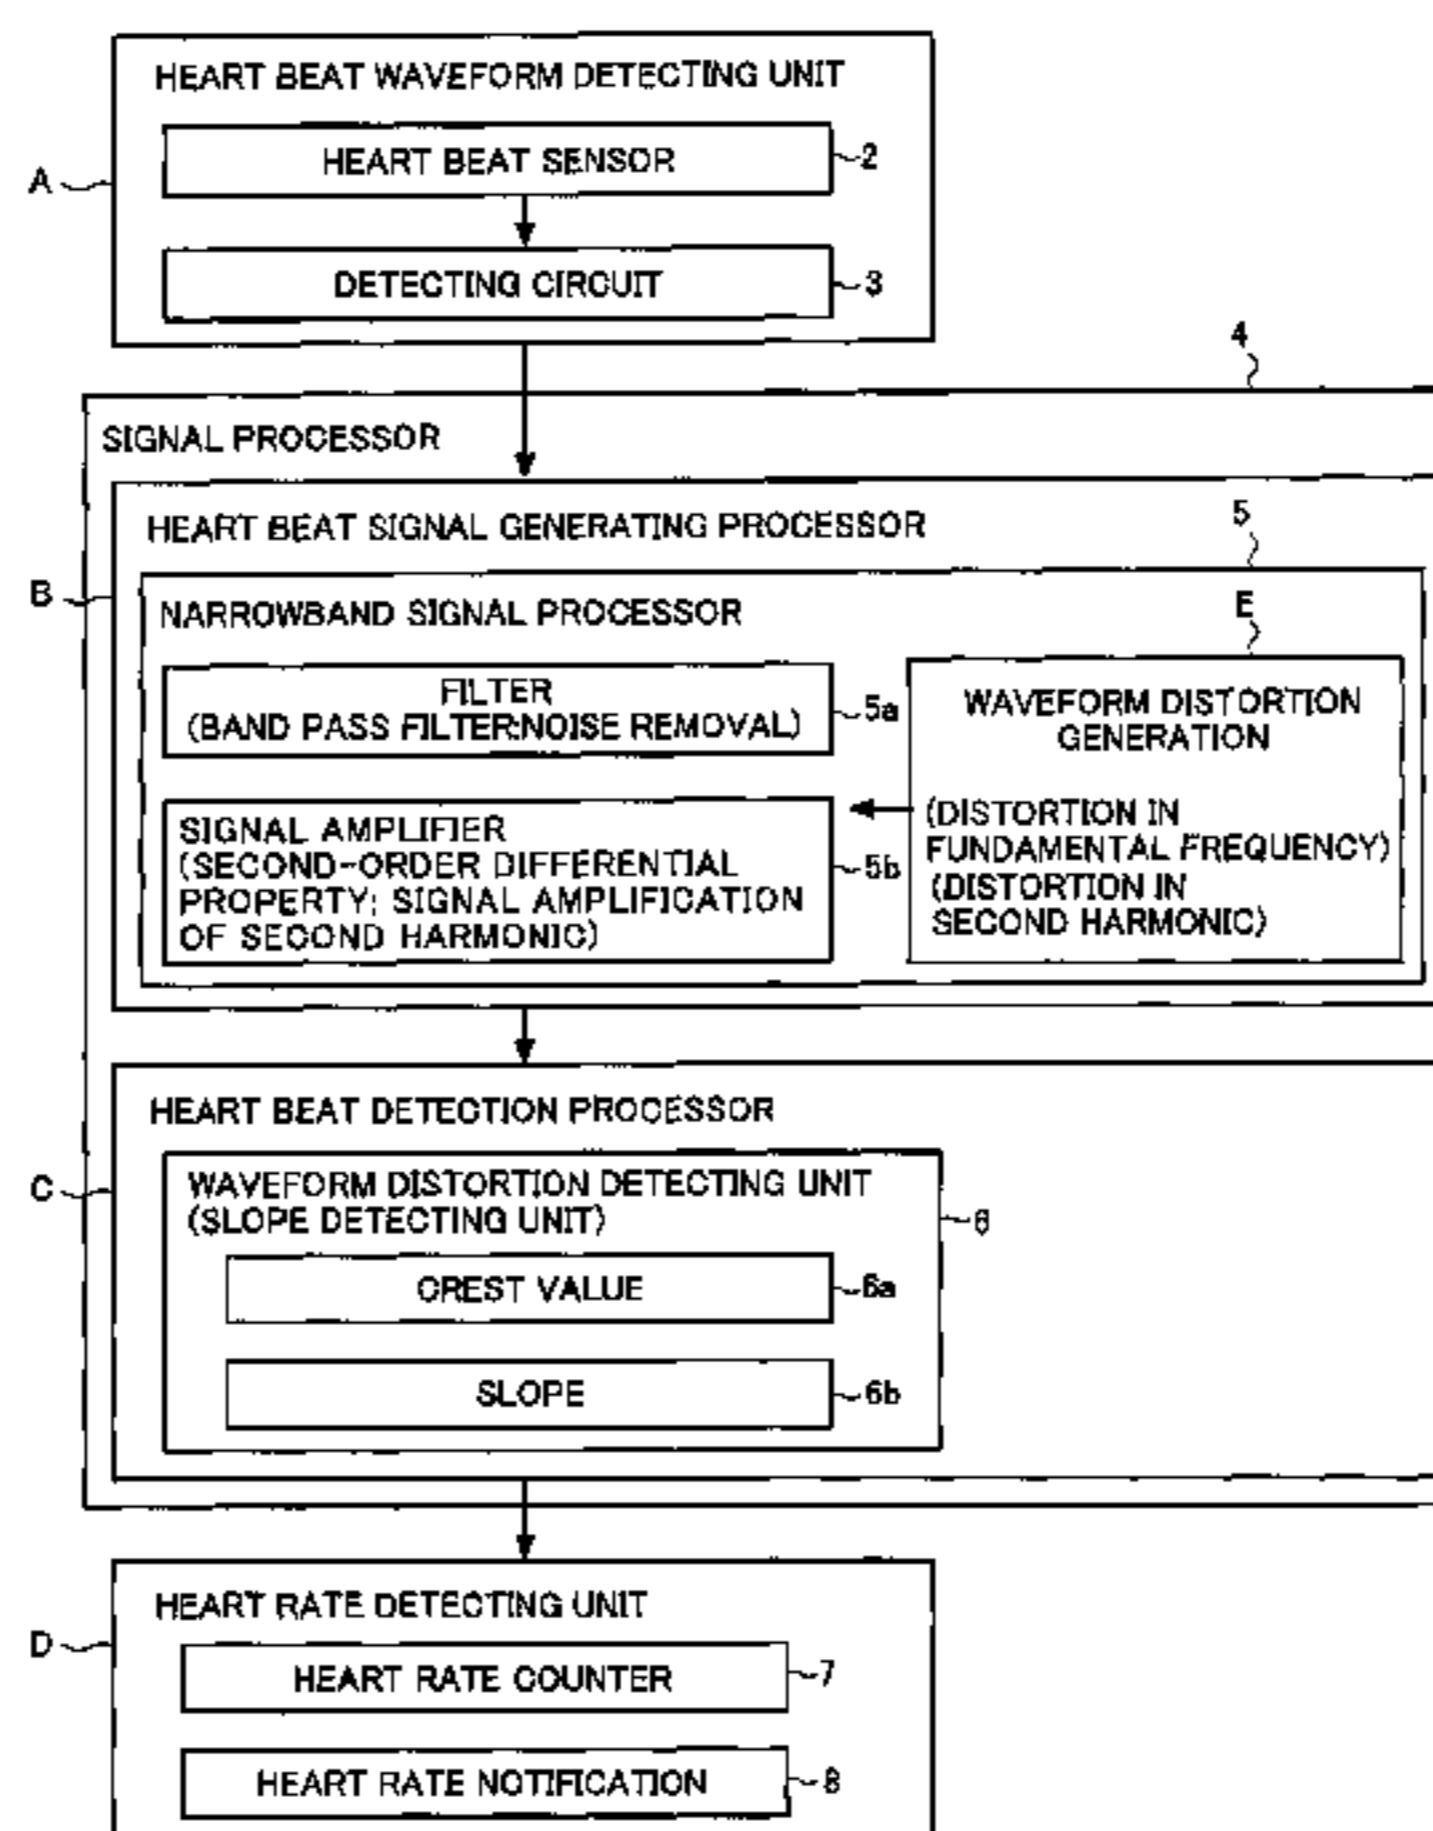 HEART BEAT WAVEFORM DETECTING UNIT
HEART BEAT SENSOR
2
A
DETECTING CIRCUIT
3
4
SIGNAL PROCESSOR
HEART BEAT SIGNAL GENERATING PROCESSOR
5
B
NARROWBAND SIGNAL PROCESSOR
E
FILTER
(BAND PASS FILTER:NOISE REMOVAL)
5a
WAVEFORM DISTORTION
GENERATION
SIGNAL AMPLIFIER
(SECOND-ORDER DIFFERENTIAL
PROPERTY; SIGNAL AMPLIFICATION
OF SECOND HARMONIC)
5b
(DISTORTION IN
FUNDAMENTAL FREQUENCY)
(DISTORTION IN
SECOND HARMONIC)
HEART BEAT DETECTION PROCESSOR
C
WAVEFORM DISTORTION DETECTING UNIT
(SLOPE DETECTING UNIT)
6
CREST VALUE
6a
SLOPE
6b
HEART RATE DETECTING UNIT
D
HEART RATE COUNTER
7
HEART RATE NOTIFICATION
8